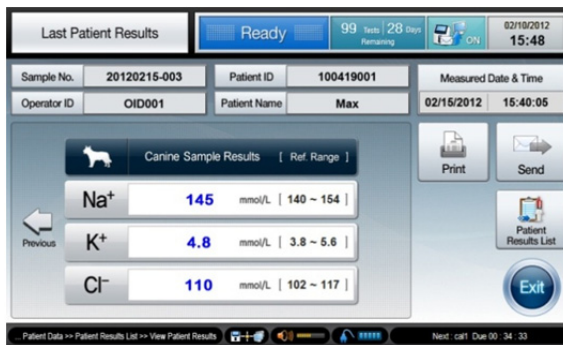 Last Patient Results
Ready
99 Tests 28 Days
Remaining
ON
02/10/2012
15:48
Sample No. 20120215-003 Patient ID 100419001 Measured Date & Time
Operator ID OID001 Patient Name Max 02/15/2012 15:40:05
Canine Sample Results [ Ref. Range ]
Na⁺ 145 mmol/L | 140 ~ 154 |
K⁺ 4.8 mmol/L | 3.8 ~ 5.6 |
Cl⁻ 110 mmol/L | 102 ~ 117 |
Previous
Print
Send
Patient
Results List
Exit
... Patient Data >> Patient Results List >> View Patient Results
Next : cal1 Due 00 : 34 : 33